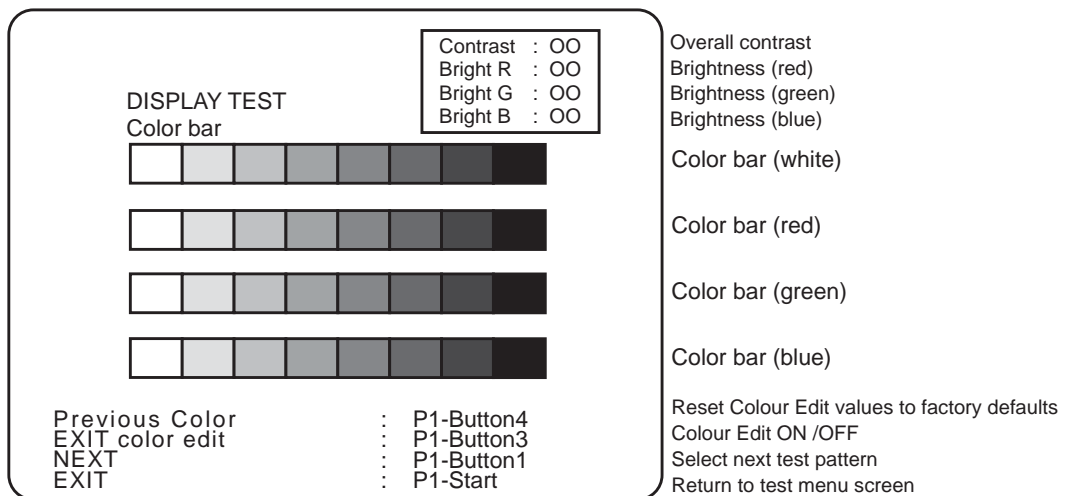 Contrast : OO Overall contrast
Bright R : OO Brightness (red)
Bright G : OO Brightness (green)
Bright B : OO Brightness (blue)
DISPLAY TEST
Color bar
Color bar (white)
Color bar (red)
Color bar (green)
Color bar (blue)
Previous Color : P1-Button4 Reset Colour Edit values to factory defaults
EXIT color edit : P1-Button3 Colour Edit ON /OFF
NEXT : P1-Button1 Select next test pattern
EXIT : P1-Start Return to test menu screen